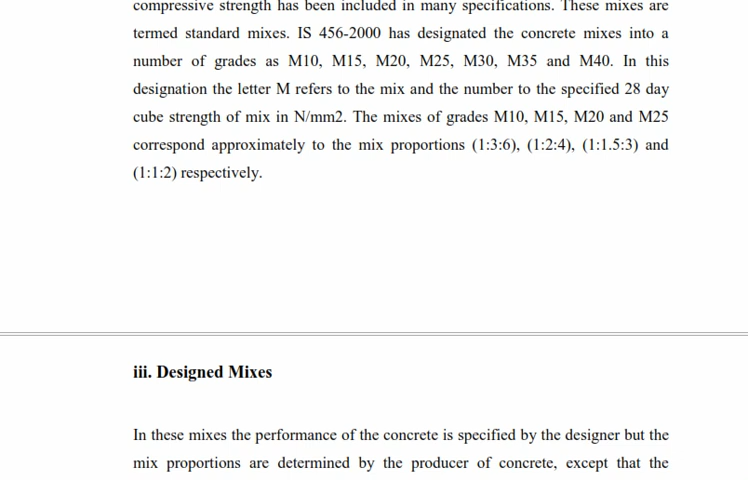 compressive strength has been included in many specifications. These mixes are
termed standard mixes. IS 456-2000 has designated the concrete mixes into a
number of grades as M10, M15, M20, M25, M30, M35 and M40. In this
designation the letter M refers to the mix and the number to the specified 28 day
cube strength of mix in N/mm2. The mixes of grades M10, M15, M20 and M25
correspond approximately to the mix proportions (1:3:6), (1:2:4), (1:1.5:3) and
(1:1:2) respectively.
iii. Designed Mixes
In these mixes the performance of the concrete is specified by the designer but the
mix proportions are determined by the producer of concrete, except that the